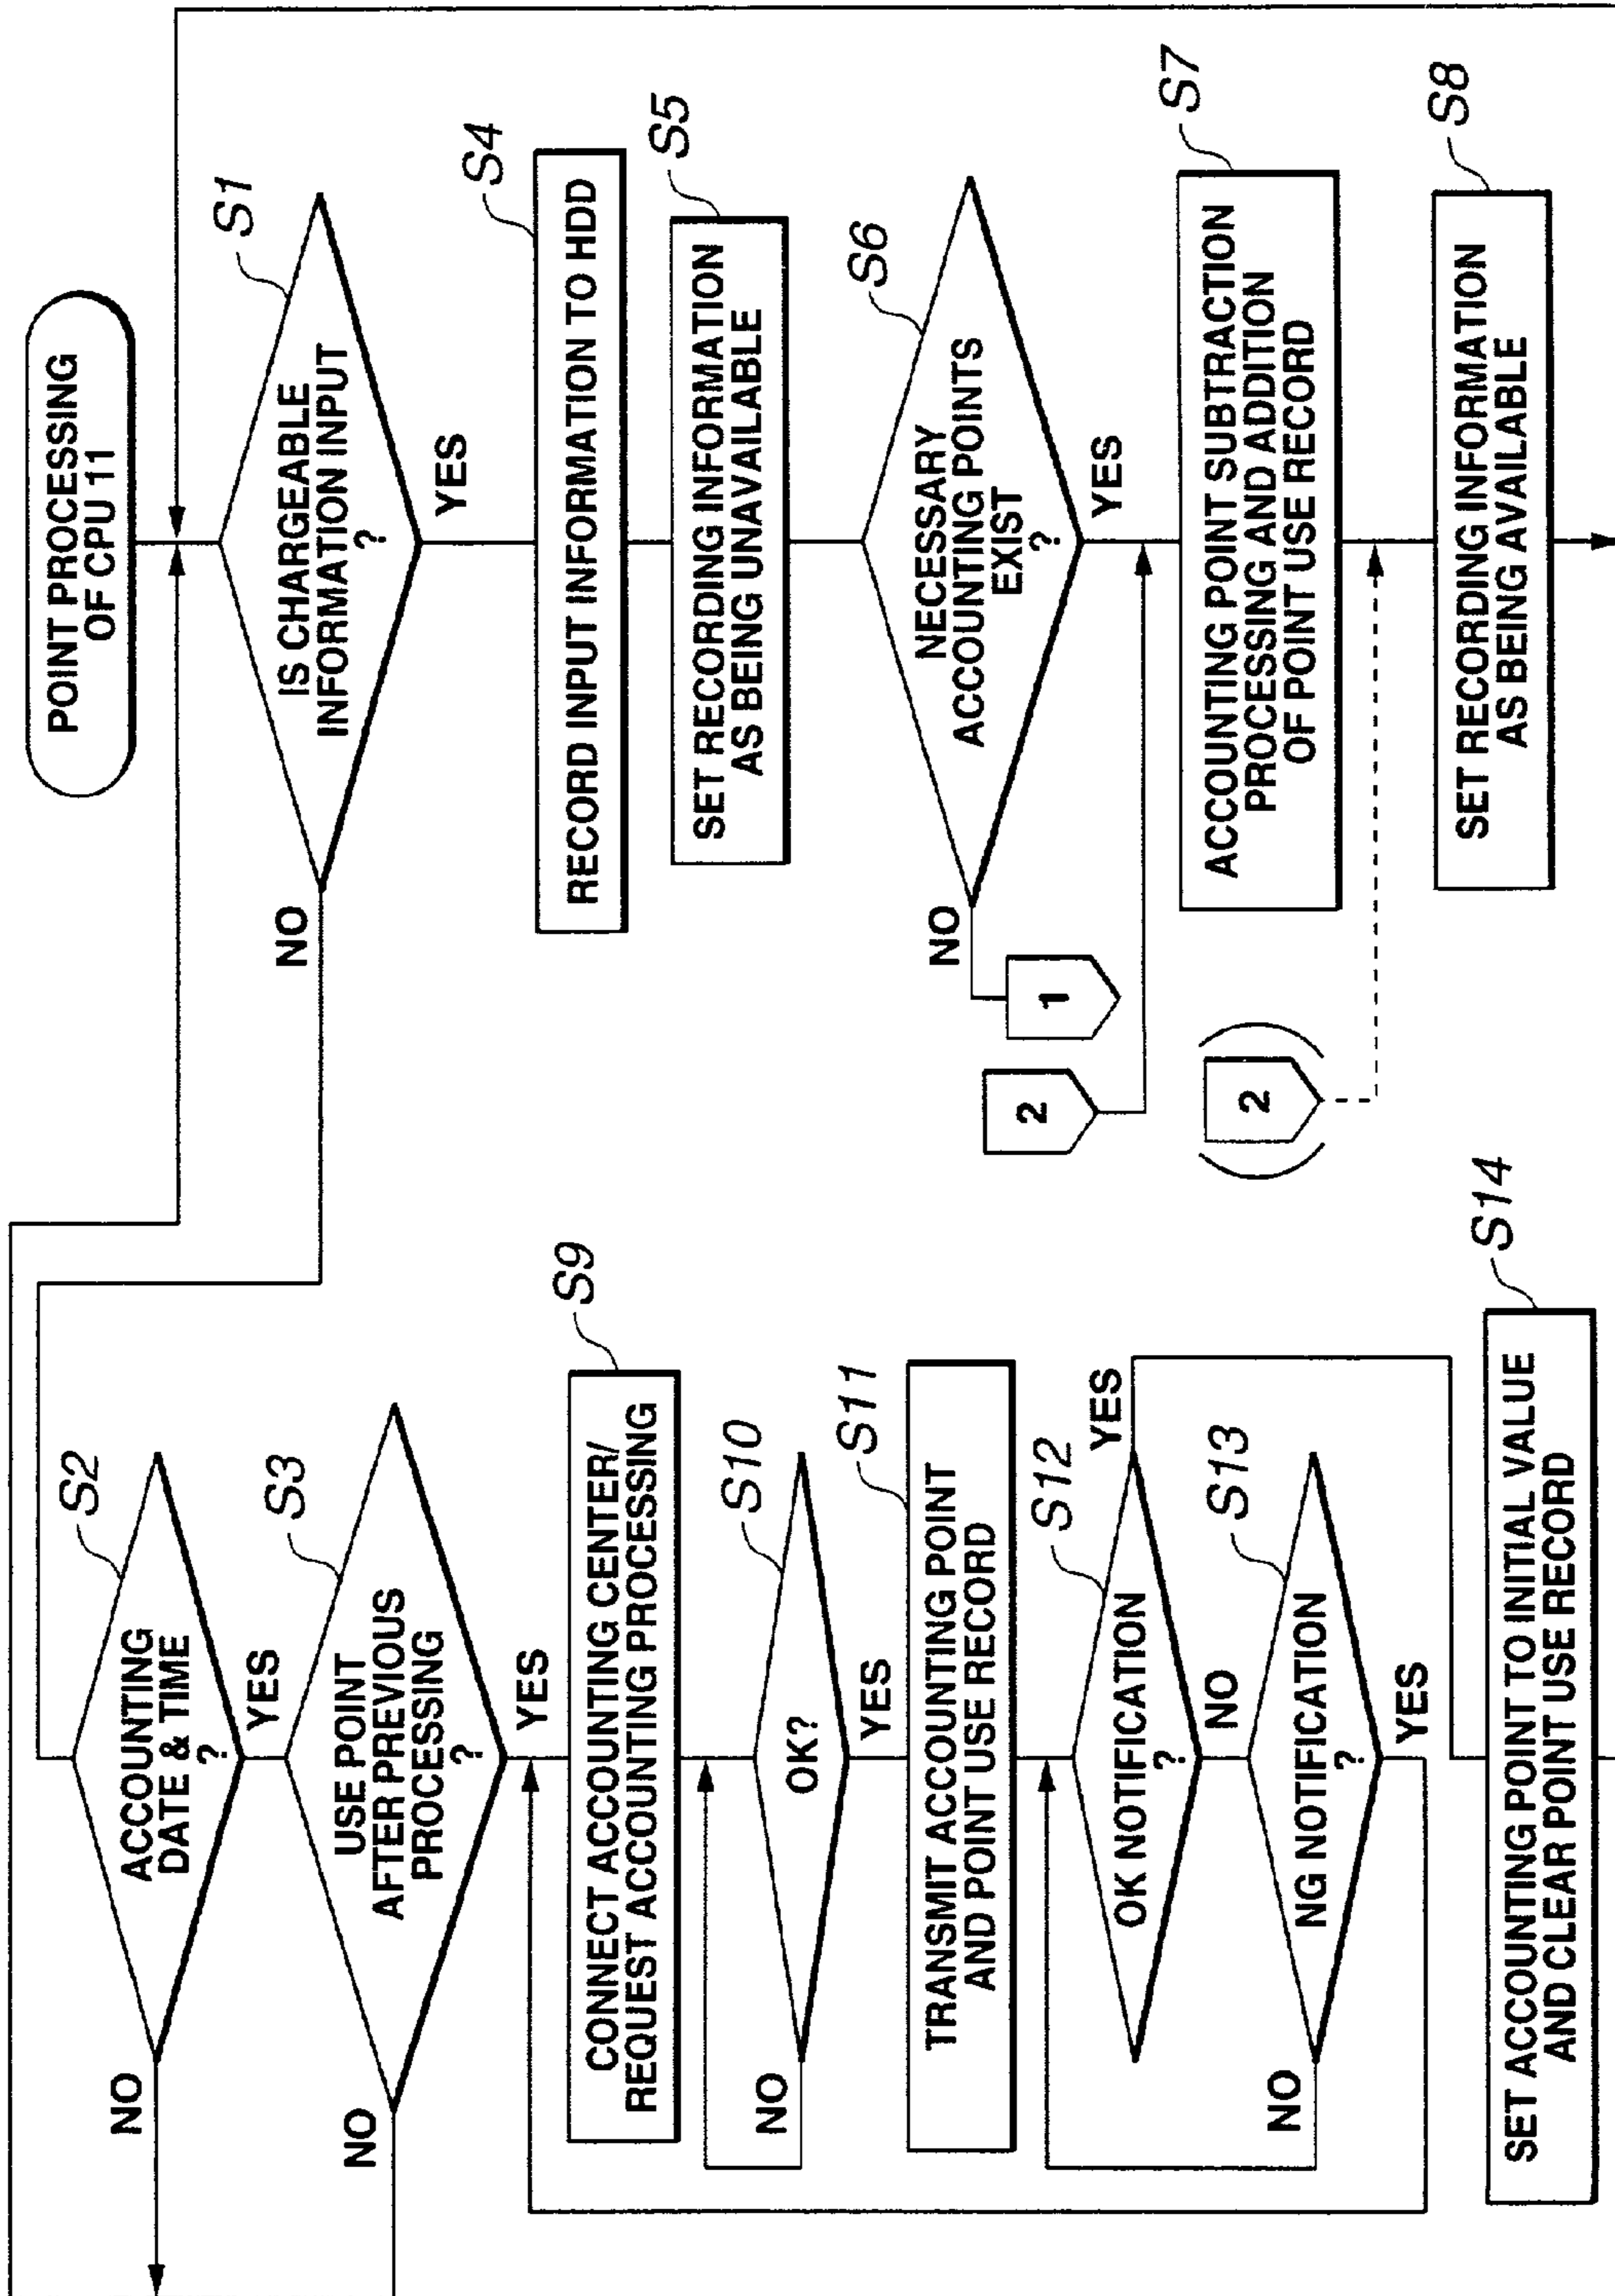 POINT PROCESSING
OF CPU 11
S1
IS CHARGEABLE
INFORMATION INPUT
?
NO
YES
S4
RECORD INPUT INFORMATION TO HDD
S5
SET RECORDING INFORMATION
AS BEING UNAVAILABLE
S6
NECESSARY
ACCOUNTING POINTS
EXIST
?
NO
YES
1
2
S7
ACCOUNTING POINT SUBTRACTION
PROCESSING AND ADDITION
OF POINT USE RECORD
( 2 )
S8
SET RECORDING INFORMATION
AS BEING AVAILABLE
S2
ACCOUNTING
DATE & TIME
?
NO
YES
S3
USE POINT
AFTER PREVIOUS
PROCESSING
?
NO
YES
S9
CONNECT ACCOUNTING CENTER/
REQUEST ACCOUNTING PROCESSING
S10
OK?
NO
YES
S11
TRANSMIT ACCOUNTING POINT
AND POINT USE RECORD
S12
OK NOTIFICATION
?
YES
NO
S13
NG NOTIFICATION
?
NO
YES
S14
SET ACCOUNTING POINT TO INITIAL VALUE
AND CLEAR POINT USE RECORD